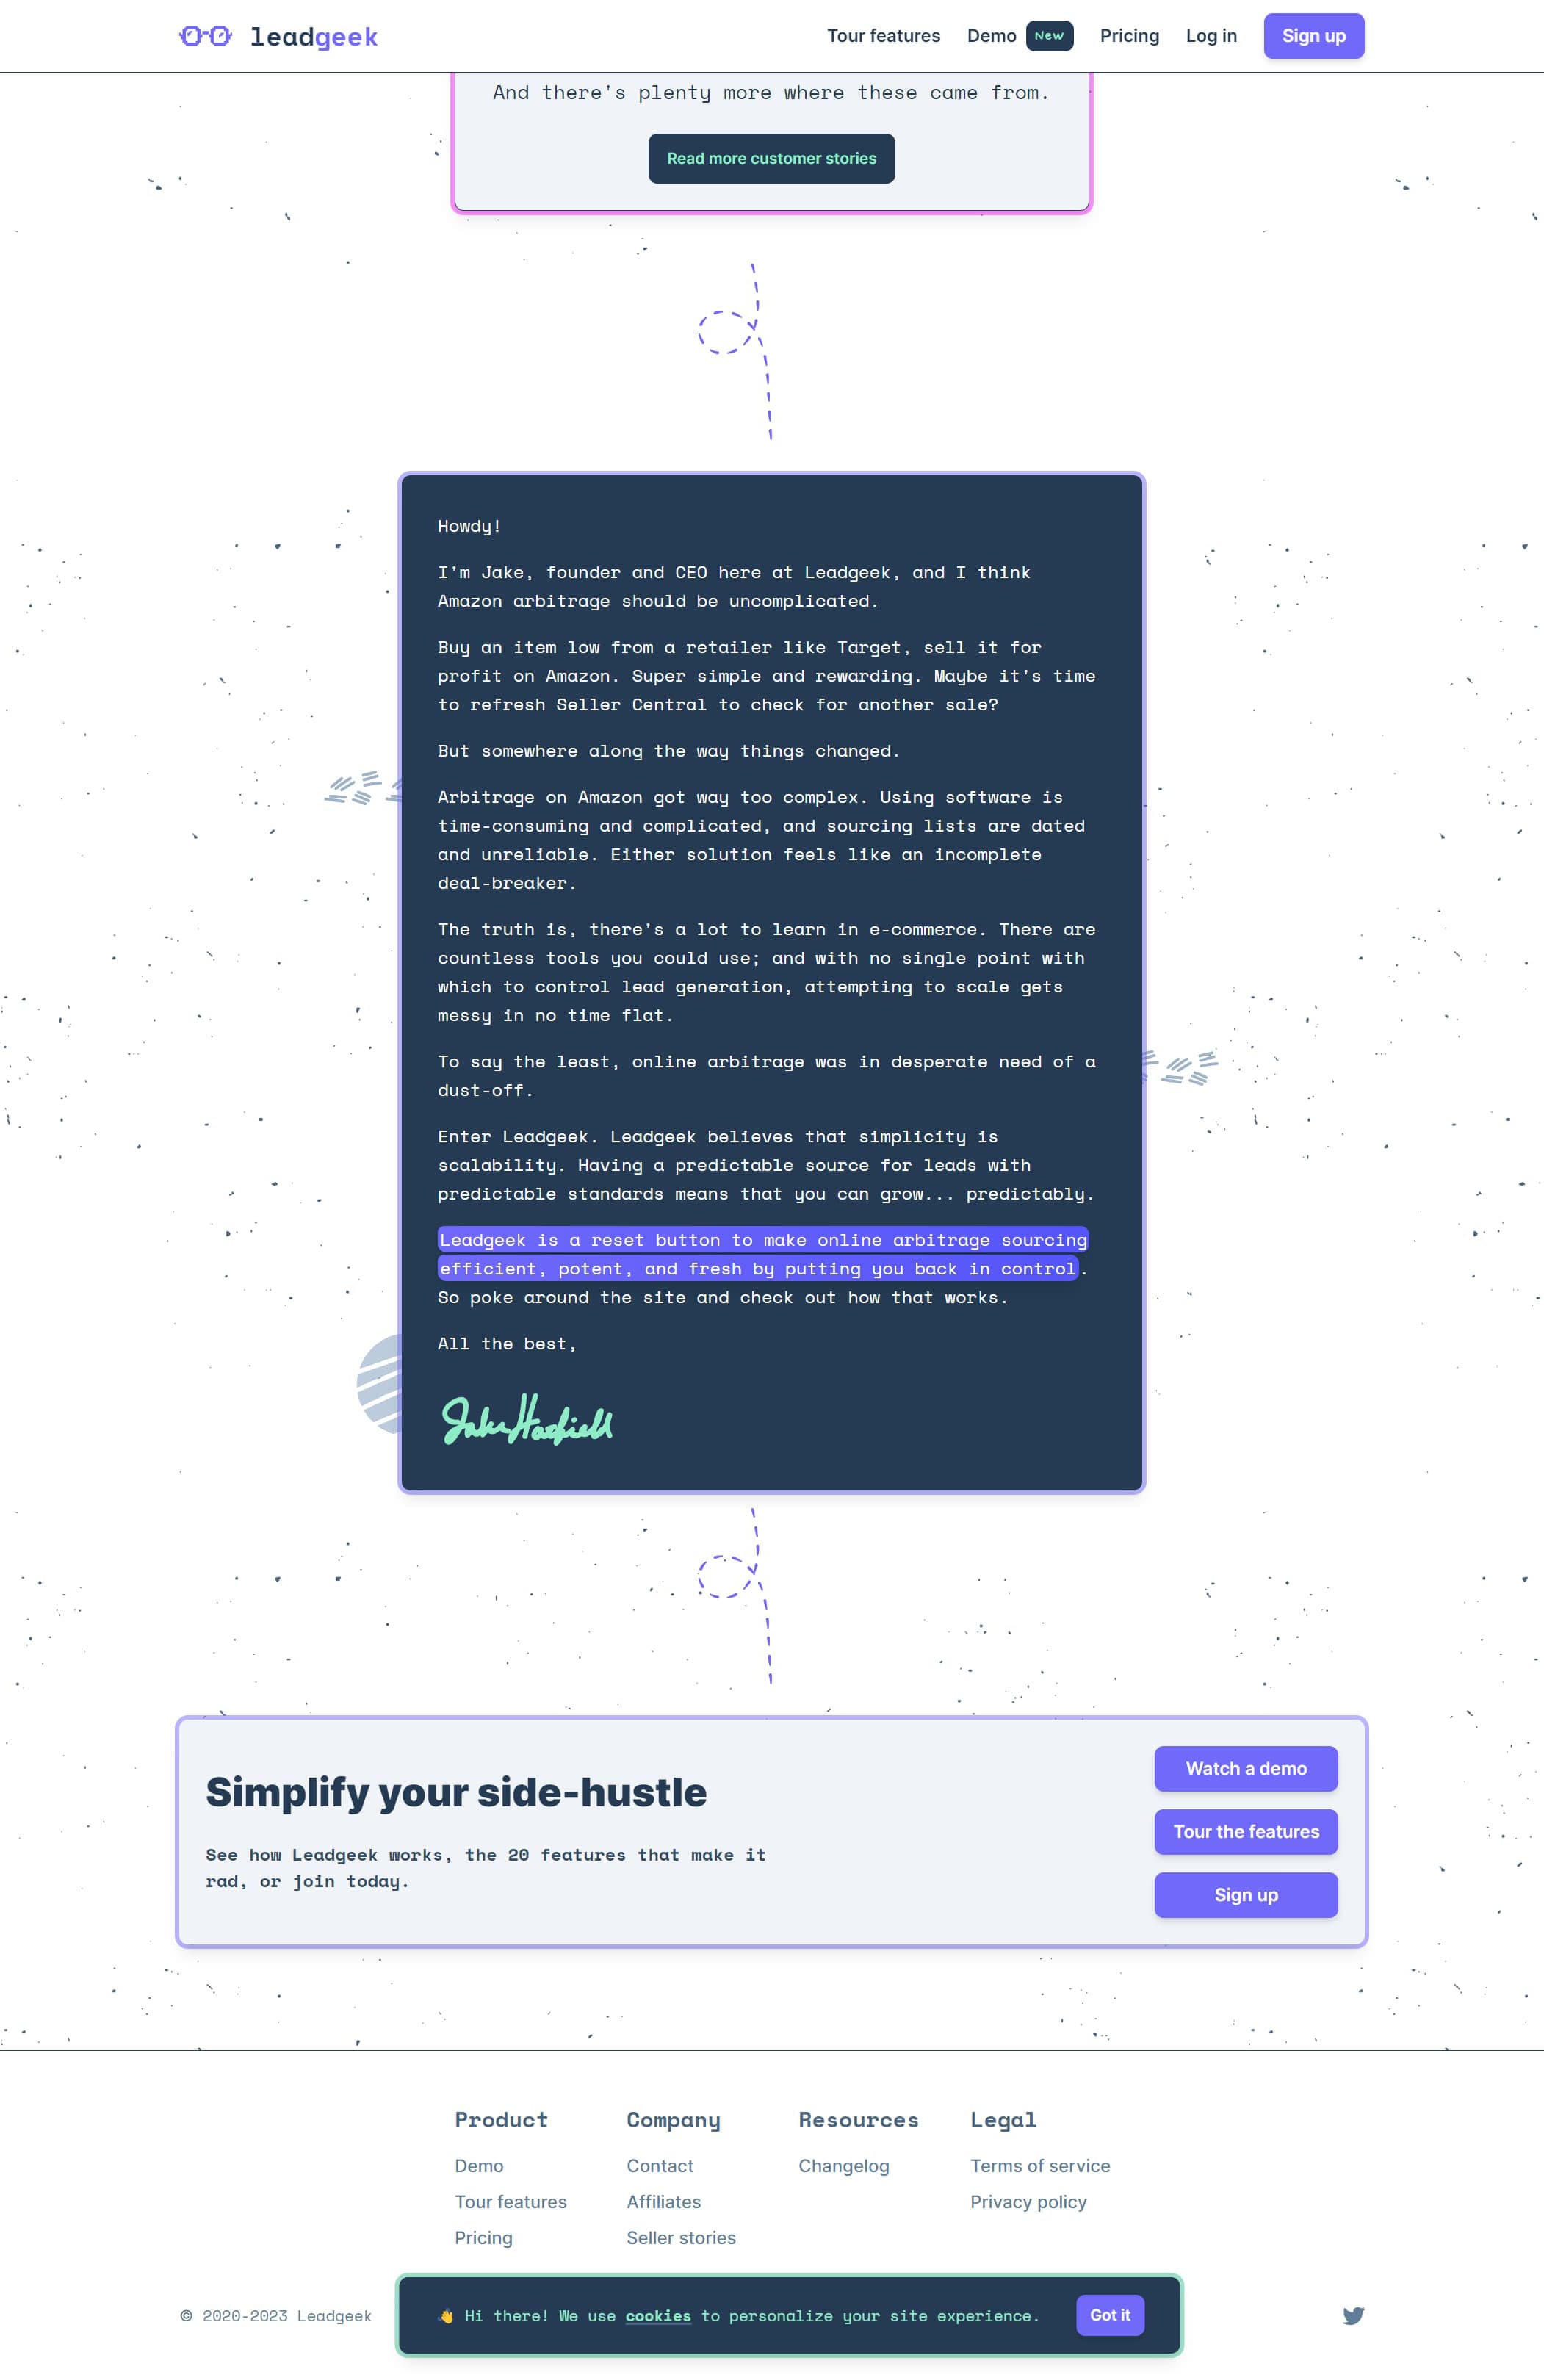 leadgeek
Tour features
Demo
New
Pricing
Log in
Sign up
And there's plenty more where these came from.
Read more customer stories
Howdy!
I'm Jake, founder and CEO here at Leadgeek, and I think
Amazon arbitrage should be uncomplicated.
Buy an item low from a retailer like Target, sell it for
profit on Amazon. Super simple and rewarding. Maybe it's time
to refresh Seller Central to check for another sale?
But somewhere along the way things changed.
Arbitrage on Amazon got way too complex. Using software is
time-consuming and complicated, and sourcing lists are dated
and unreliable. Either solution feels like an incomplete
deal-breaker.
The truth is, there's a lot to learn in e-commerce. There are
countless tools you could use; and with no single point with
which to control lead generation, attempting to scale gets
messy in no time flat.
To say the least, online arbitrage was in desperate need of a
dust-off.
Enter Leadgeek. Leadgeek believes that simplicity is
scalability. Having a predictable source for leads with
predictable standards means that you can grow... predictably.
Leadgeek is a reset button to make online arbitrage sourcing
efficient, potent, and fresh by putting you back in control.
So poke around the site and check out how that works.
All the best,
Jake Hatfield
Simplify your side-hustle
See how Leadgeek works, the 20 features that make it
rad, or join today.
Watch a demo
Tour the features
Sign up
Product
Demo
Tour features
Pricing
Company
Contact
Affiliates
Seller stories
Resources
Changelog
Legal
Terms of service
Privacy policy
© 2020-2023 Leadgeek
👋 Hi there! We use cookies to personalize your site experience.
Got it